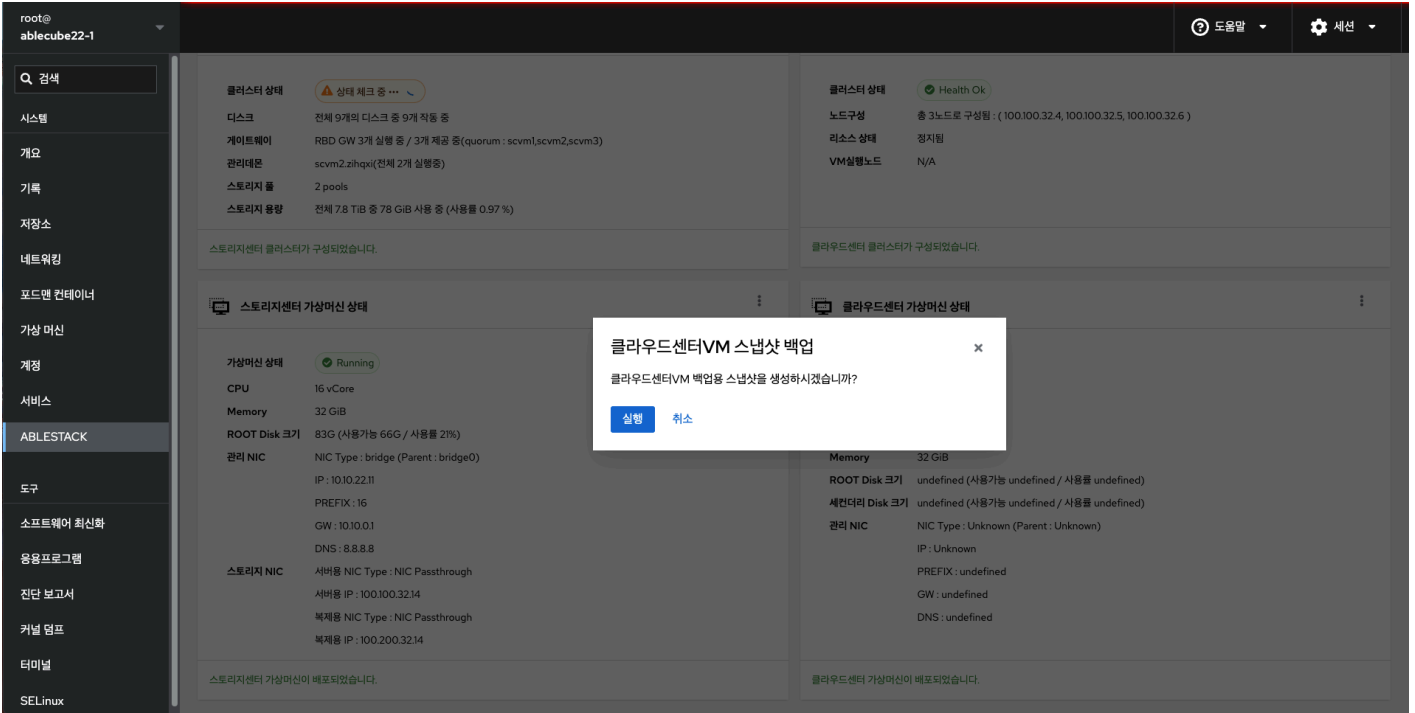 root@
ablecube22-1
도움말
세션
검색
시스템
개요
기록
저장소
네트워킹
포드맨 컨테이너
가상 머신
계정
서비스
ABLESTACK
도구
소프트웨어 최신화
응용프로그램
진단 보고서
커널 덤프
터미널
SELinux
클러스터 상태 상태 체크 중 •••
디스크 전체 9개의 디스크 중 9개 작동 중
게이트웨이 RBD GW 3개 실행 중 / 3개 제공 중(quorum : scvm1,scvm2,scvm3)
관리데몬 scvm2.zihqxi(전체 2개 실행중)
스토리지 풀 2 pools
스토리지 용량 전체 7.8 TiB 중 78 GiB 사용 중 (사용률 0.97 %)
스토리지센터 클러스터가 구성되었습니다.
클러스터 상태 Health Ok
노드구성 총 3노드로 구성됨 : ( 100.100.32.4, 100.100.32.5, 100.100.32.6 )
리소스 상태 정지됨
VM실행노드 N/A
클라우드센터 클러스터가 구성되었습니다.
스토리지센터 가상머신 상태
가상머신 상태 Running
CPU 16 vCore
Memory 32 GiB
ROOT Disk 크기 83G (사용가능 66G / 사용률 21%)
관리 NIC NIC Type : bridge (Parent : bridge0)
IP : 10.10.22.11
PREFIX : 16
GW : 10.10.0.1
DNS : 8.8.8.8
스토리지 NIC 서버용 NIC Type : NIC Passthrough
서버용 IP : 100.100.32.14
복제용 NIC Type : NIC Passthrough
복제용 IP : 100.200.32.14
스토리지센터 가상머신이 배포되었습니다.
클라우드센터 가상머신 상태
클라우드센터VM 스냅샷 백업
클라우드센터VM 백업용 스냅샷을 생성하시겠습니까?
실행 취소
Memory 32 GiB
ROOT Disk 크기 undefined (사용가능 undefined / 사용률 undefined)
세컨더리 Disk 크기 undefined (사용가능 undefined / 사용률 undefined)
관리 NIC NIC Type : Unknown (Parent : Unknown)
IP : Unknown
PREFIX : undefined
GW : undefined
DNS : undefined
클라우드센터 가상머신이 배포되었습니다.